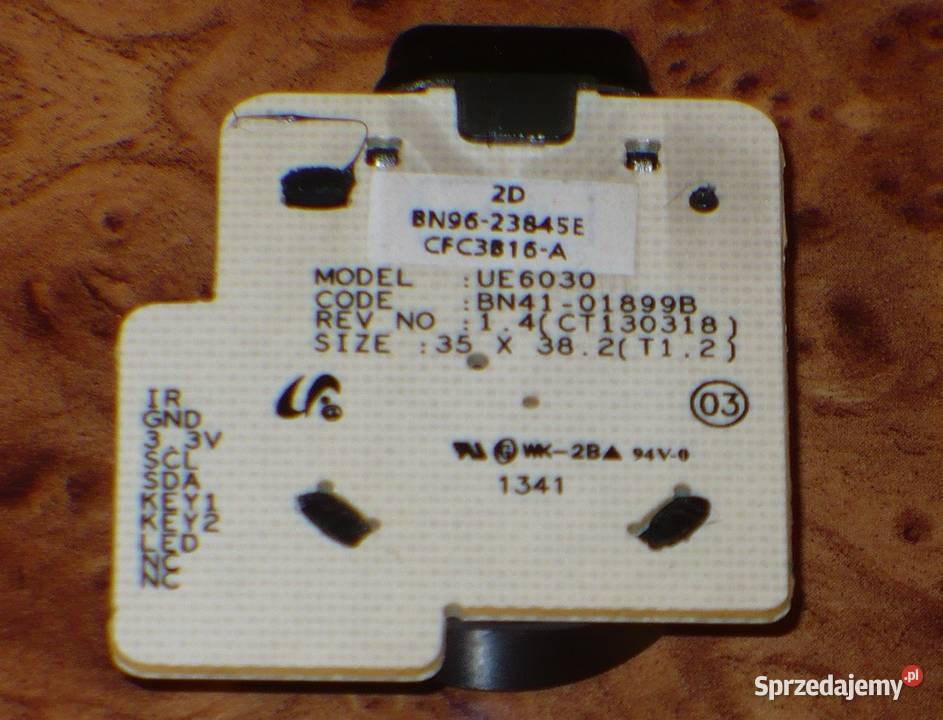 2D
BN96-23845E
CFC3B16-A
MODEL :UE6030
CODE :BN41-01899B
REV NO :1.4(CT130318)
SIZE :35 X 38.2(T1.2)
IR
GND
3.3V
SCL
SDA
KEY1
KEY2
LED
NC
NC
03
WK-2B▲ 94V-0
1341
Sprzedajemy.pl